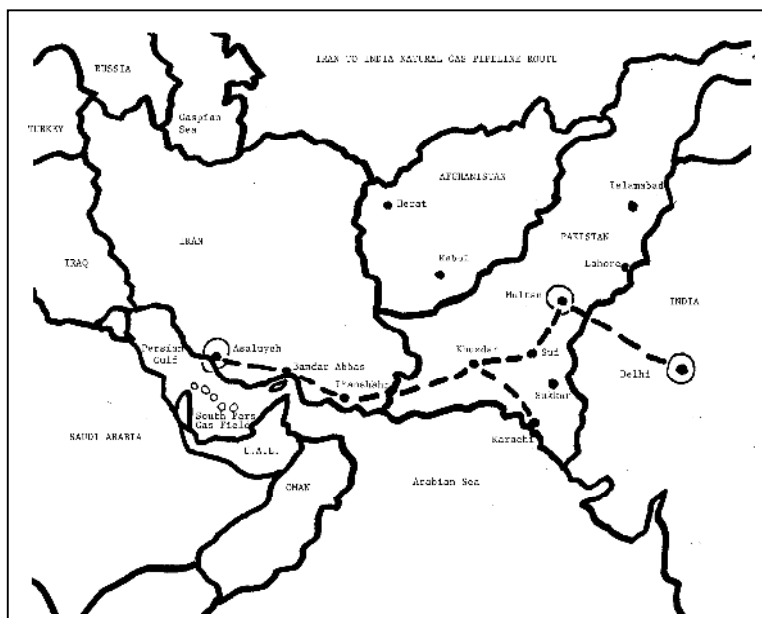 IRAN TO INDIA NATURAL GAS PIPELINE ROUTE
RUSSIA
Caspian
Sea
TURKEY
AFGHANISTAN
Islamabad
Herat
PAKISTAN
IRAN
Kabul
Lahore
IRAQ
Multan
INDIA
Persian
Gulf
Asaluyeh
Bandar Abbas
Khuzdar
Sui
Delhi
Iranshahr
Sukkur
South Pars
Gas Field
Karachi
SAUDI ARABIA
U.A.E.
OMAN
Arabian Sea